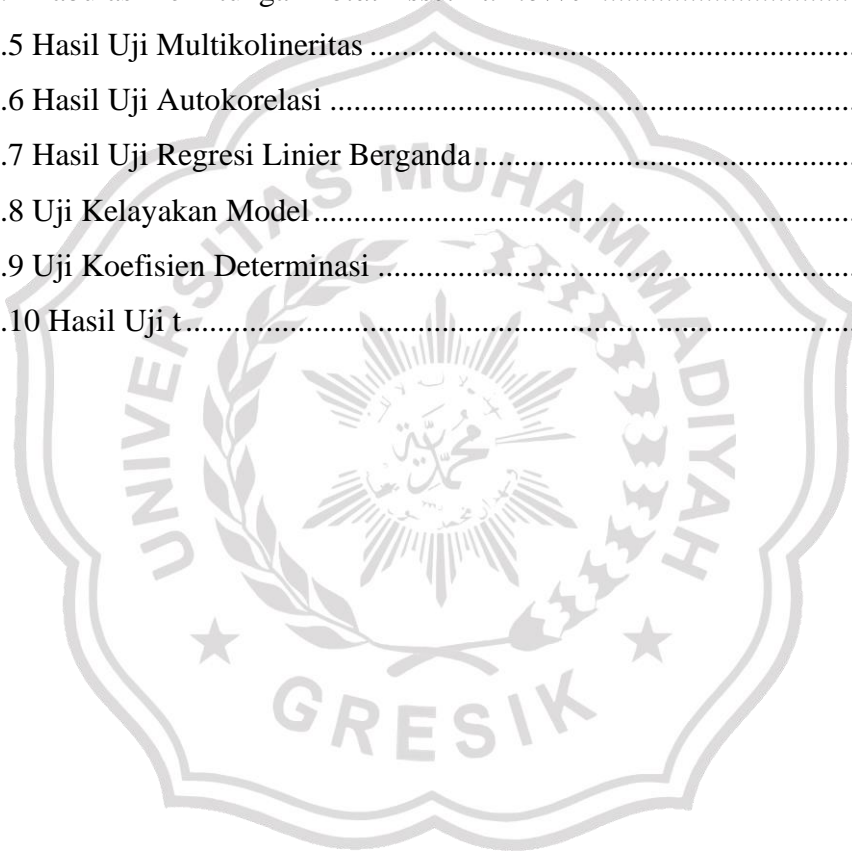 .5 Hasil Uji Multikolineritas ...............................................................
.6 Hasil Uji Autokorelasi ....................................................................
.7 Hasil Uji Regresi Linier Berganda..................................................
.8 Uji Kelayakan Model......................................................................
.9 Uji Koefisien Determinasi ..............................................................
.10 Hasil Uji t.......................................................................................
UNIVERSITAS MUHAMMADIYAH
محمد
GRESIK